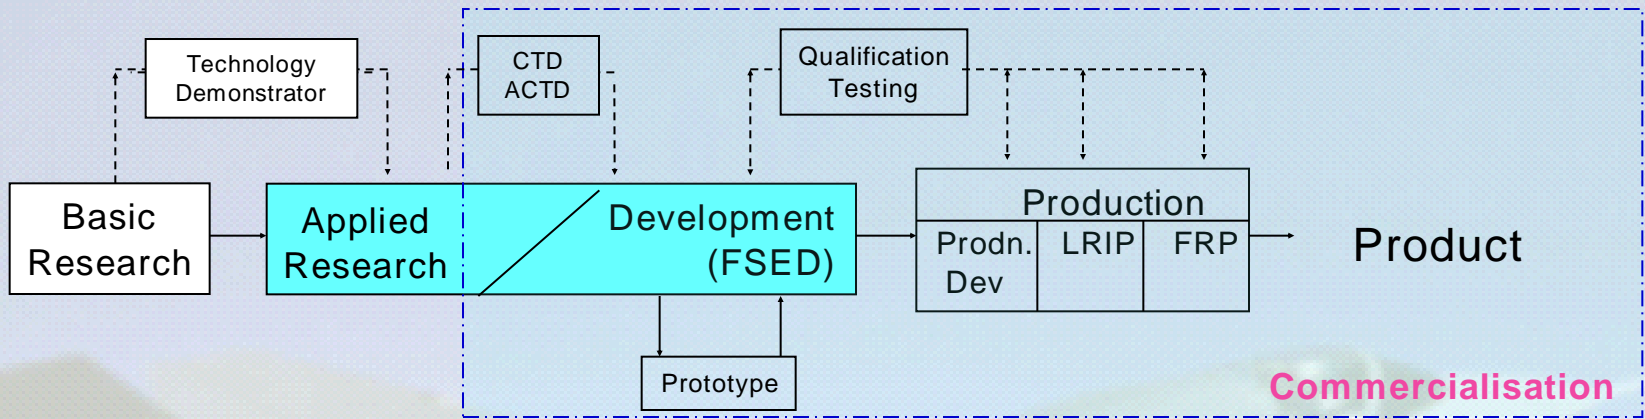 Technology
Demonstrator
CTD
ACTD
Qualification
Testing
Basic
Research
Applied
Research
Development
(FSED)
Production
Prodn.
Dev
LRIP
FRP
Product
Prototype
Commercialisation